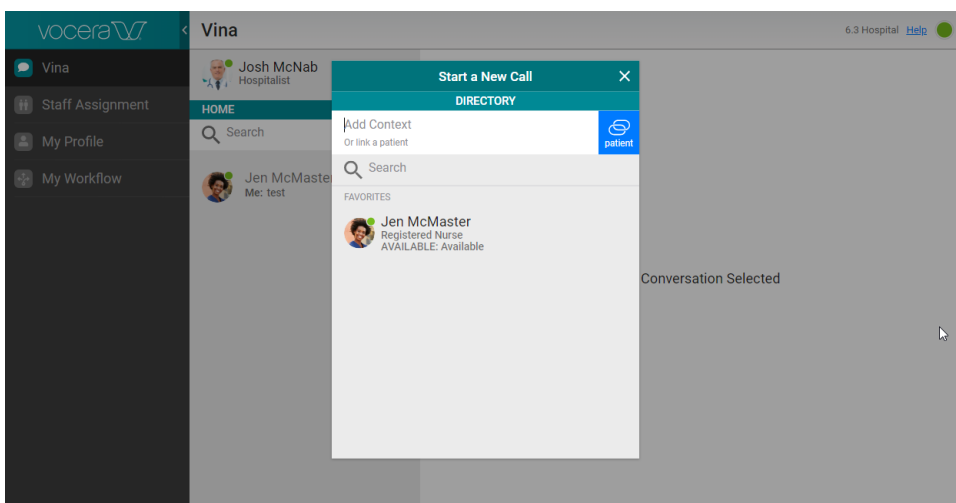 vocera
Vina
6.3 Hospital Help
Vina
Staff Assignment
My Profile
My Workflow
Josh McNab
Hospitalist
HOME
Search
Jen McMaster
Me: test
Start a New Call
DIRECTORY
Add Context
Or link a patient
patient
Search
FAVORITES
Jen McMaster
Registered Nurse
AVAILABLE: Available
Conversation Selected